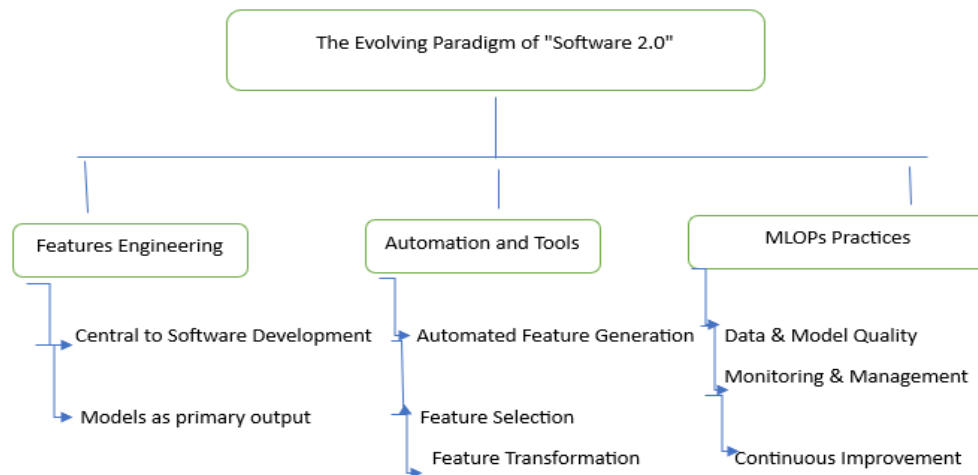 The Evolving Paradigm of "Software 2.0"
Features Engineering
Central to Software Development
Models as primary output
Automation and Tools
Automated Feature Generation
Feature Selection
Feature Transformation
MLOPs Practices
Data & Model Quality
Monitoring & Management
Continuous Improvement